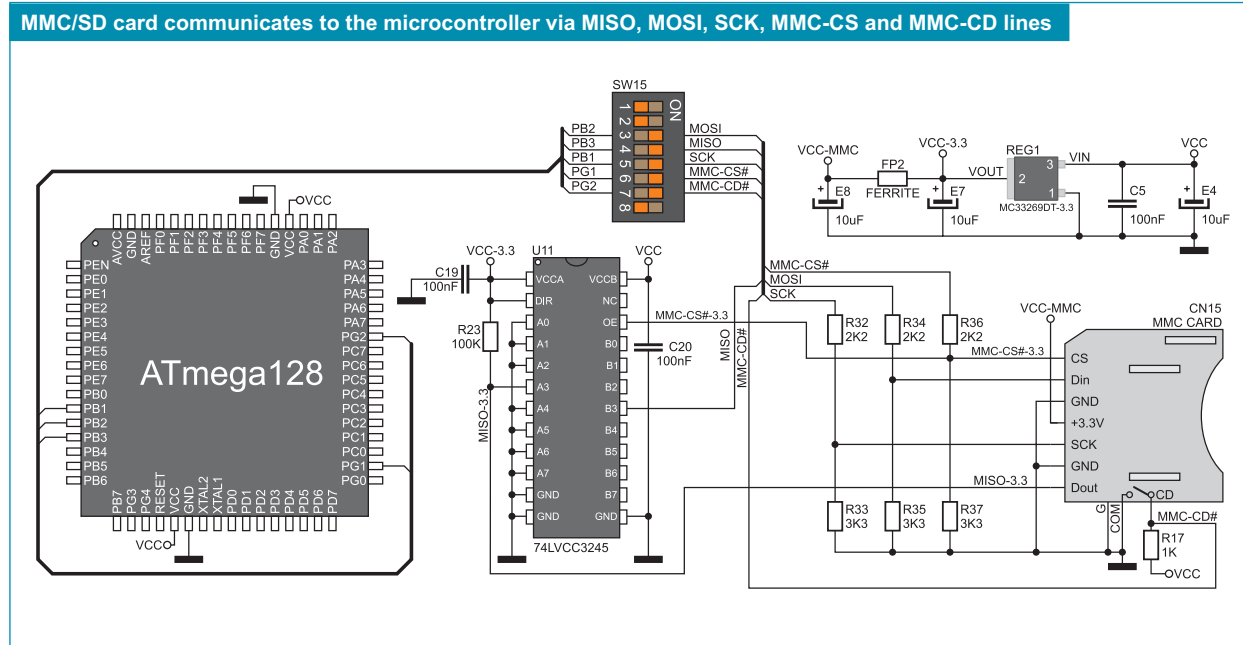 MMC/SD card communicates to the microcontroller via MISO, MOSI, SCK, MMC-CS and MMC-CD lines
SW15
ON
1
2
3
4
5
6
7
8
PB2
PB3
PB1
PG1
PG2
MOSI
MISO
SCK
MMC-CS#
MMC-CD#
VCC-MMC
VCC-3.3
REG1
VCC
FP2
FERRITE
VOUT
VIN
3
2
1
MC33269DT-3.3
E8
10uF
E7
10uF
C5
100nF
E4
10uF
VCC
AVCC
GND
AREF
PF0
PF1
PF2
PF3
PF4
PF5
PF6
PF7
GND
VCC
PA0
PA1
PA2
PEN
PE0
PE1
PE2
PE3
PE4
PE5
PE6
PE7
PB0
PB1
PB2
PB3
PB4
PB5
PB6
ATmega128
PA3
PA4
PA5
PA6
PA7
PG2
PC7
PC6
PC5
PC4
PC3
PC2
PC1
PC0
PG1
PG0
PB7
PG3
PG4
RESET
VCC
GND
XTAL2
XTAL1
PD0
PD1
PD2
PD3
PD4
PD5
PD6
PD7
VCC
VCC-3.3
C19
100nF
R23
100K
MISO-3.3
U11
VCCA
DIR
A0
A1
A2
A3
A4
A5
A6
A7
GND
GND
VCCB
NC
OE
B0
B1
B2
B3
B4
B5
B6
B7
GND
74LVCC3245
VCC
MMC-CS#-3.3
C20
100nF
MISO
MMC-CD#
MMC-CS#
MOSI
SCK
R32
2K2
R34
2K2
R36
2K2
R33
3K3
R35
3K3
R37
3K3
VCC-MMC
CN15
MMC CARD
MMC-CS#-3.3
CS
Din
GND
+3.3V
SCK
GND
Dout
MISO-3.3
CD
G
COM
MMC-CD#
R17
1K
VCC